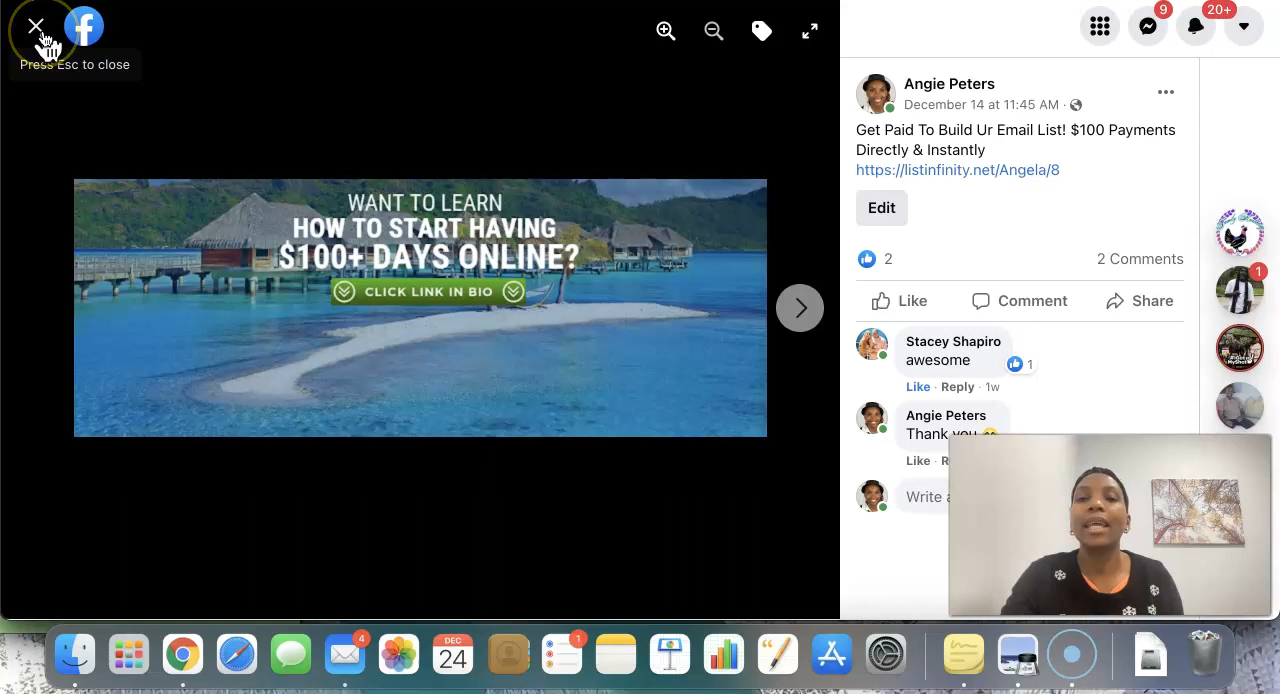 Press Esc to close
9
20+
WANT TO LEARN
HOW TO START HAVING
$100+ DAYS ONLINE?
CLICK LINK IN BIO
Angie Peters
December 14 at 11:45 AM ·
Get Paid To Build Ur Email List! $100 Payments
Directly & Instantly
https://listinfinity.net/Angela/8
Edit
2
2 Comments
Like
Comment
Share
Stacey Shapiro
awesome
1
Like · Reply · 1w
Angie Peters
Thank you
Like ·
Write
1
4
DEC
24
1